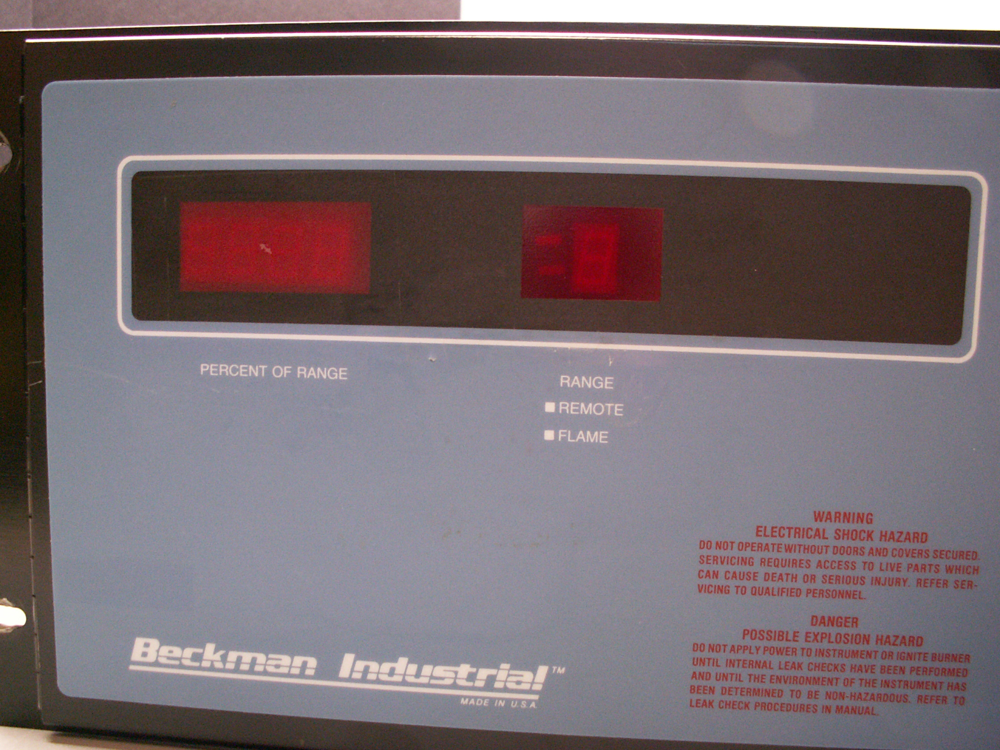 PERCENT OF RANGE
RANGE
REMOTE
FLAME
WARNING
ELECTRICAL SHOCK HAZARD
DO NOT OPERATE WITHOUT DOORS AND COVERS SECURED.
SERVICING REQUIRES ACCESS TO LIVE PARTS WHICH
CAN CAUSE DEATH OR SERIOUS INJURY. REFER SER-
VICING TO QUALIFIED PERSONNEL.
DANGER
POSSIBLE EXPLOSION HAZARD
DO NOT APPLY POWER TO INSTRUMENT OR IGNITE BURNER
UNTIL INTERNAL LEAK CHECKS HAVE BEEN PERFORMED
AND UNTIL THE ENVIRONMENT OF THE INSTRUMENT HAS
BEEN DETERMINED TO BE NON-HAZARDOUS. REFER TO
LEAK CHECK PROCEDURES IN MANUAL.
Beckman Industrial™
MADE IN U.S.A.